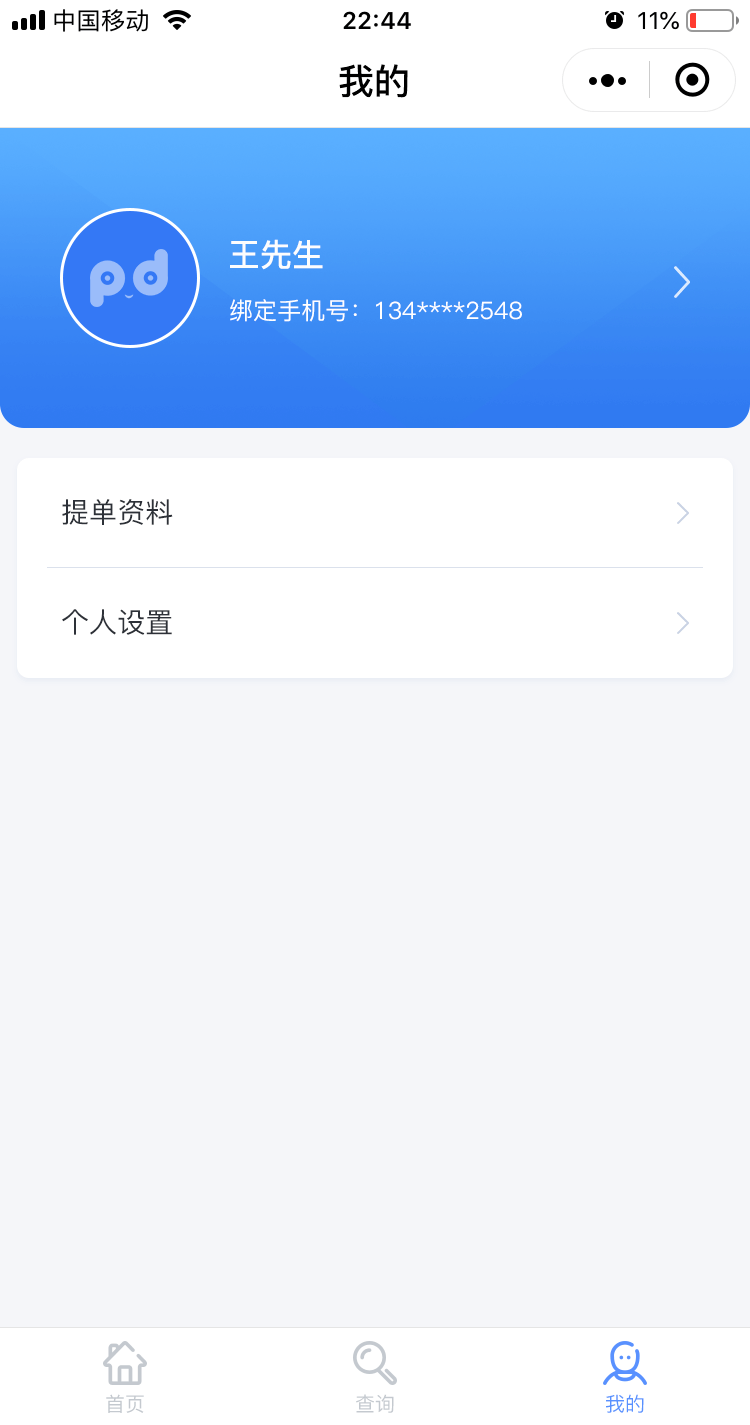 中国移动 22:44 11%
我的
pd
王先生
绑定手机号：134****2548
提单资料
个人设置
首页 查询 我的